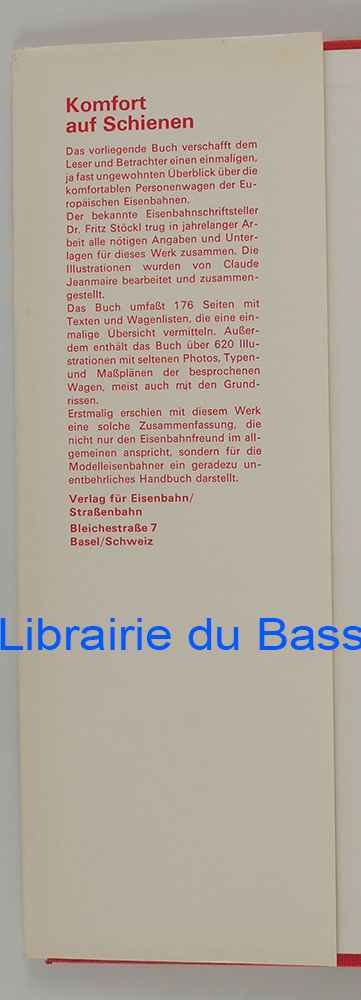 Komfort
auf Schienen
Das vorliegende Buch verschafft dem
Leser und Betrachter einen einmaligen,
ja fast ungewohnten Überblick über die
komfortablen Personenwagen der Eu-
ropäischen Eisenbahnen.
Der bekannte Eisenbahnschriftsteller
Dr. Fritz Stöckl trug in jahrelanger Ar-
beit alle nötigen Angaben und Unter-
lagen für dieses Werk zusammen. Die
Illustrationen wurden von Claude
Jeanmaire bearbeitet und zusammen-
gestellt.
Das Buch umfaßt 176 Seiten mit
Texten und Wagenlisten, die eine ein-
malige Übersicht vermitteln. Außer-
dem enthält das Buch über 620 Illu-
strationen mit seltenen Photos, Typen-
und Maßplänen der besprochenen
Wagen, meist auch mit den Grund-
rissen.
Erstmalig erschien mit diesem Werk
eine solche Zusammenfassung, die
nicht nur den Eisenbahnfreund im all-
gemeinen anspricht, sondern für die
Modelleisenbahner ein geradezu un-
entbehrliches Handbuch darstellt.
Verlag für Eisenbahn/
Straßenbahn
Bleichestraße 7
Basel/Schweiz
Librairie du Bass